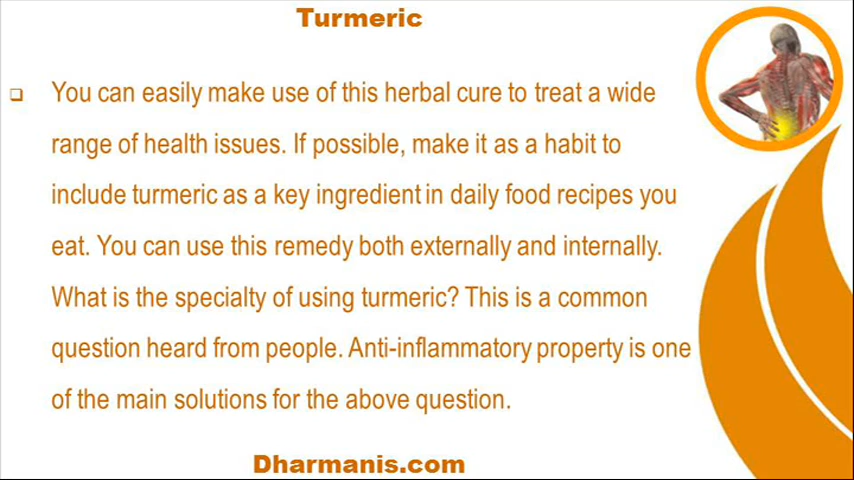 Turmeric
❑ You can easily make use of this herbal cure to treat a wide
range of health issues. If possible, make it as a habit to
include turmeric as a key ingredient in daily food recipes you
eat. You can use this remedy both externally and internally.
What is the specialty of using turmeric? This is a common
question heard from people. Anti-inflammatory property is one
of the main solutions for the above question.
Dharmanis.com